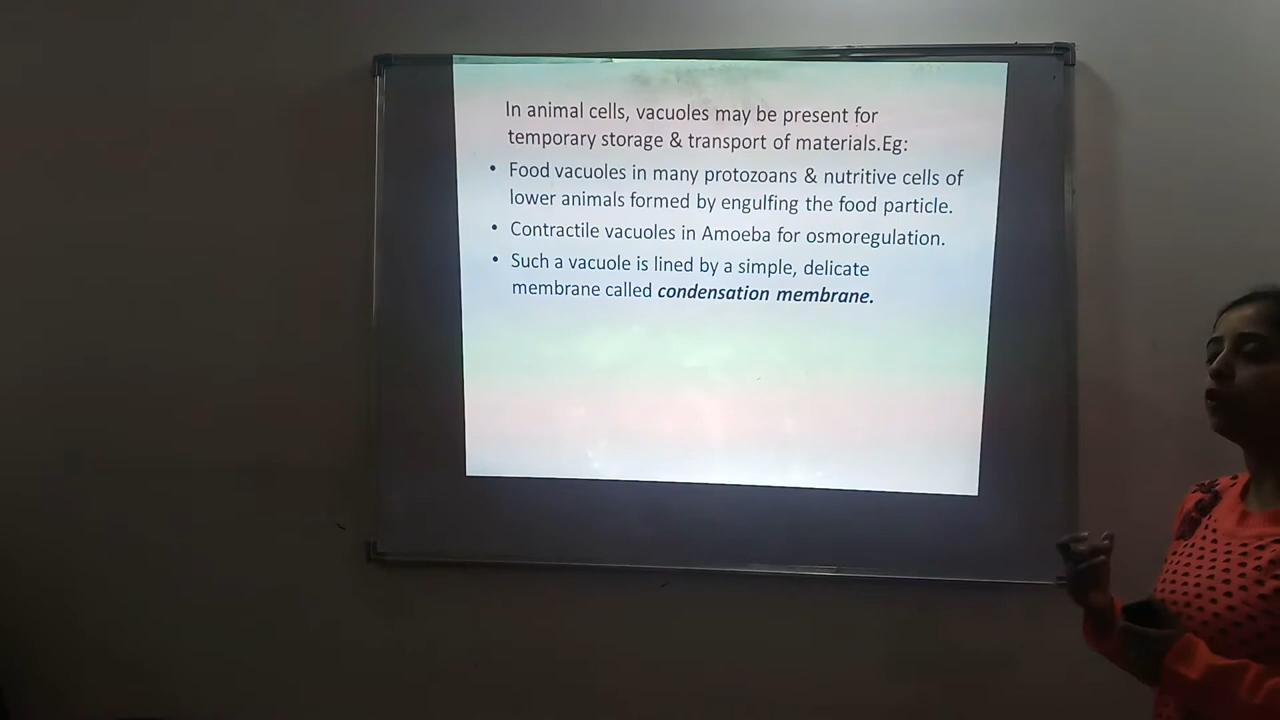 In animal cells, vacuoles may be present for
temporary storage & transport of materials.Eg:
• Food vacuoles in many protozoans & nutritive cells of
lower animals formed by engulfing the food particle.
• Contractile vacuoles in Amoeba for osmoregulation.
• Such a vacuole is lined by a simple, delicate
membrane called condensation membrane.